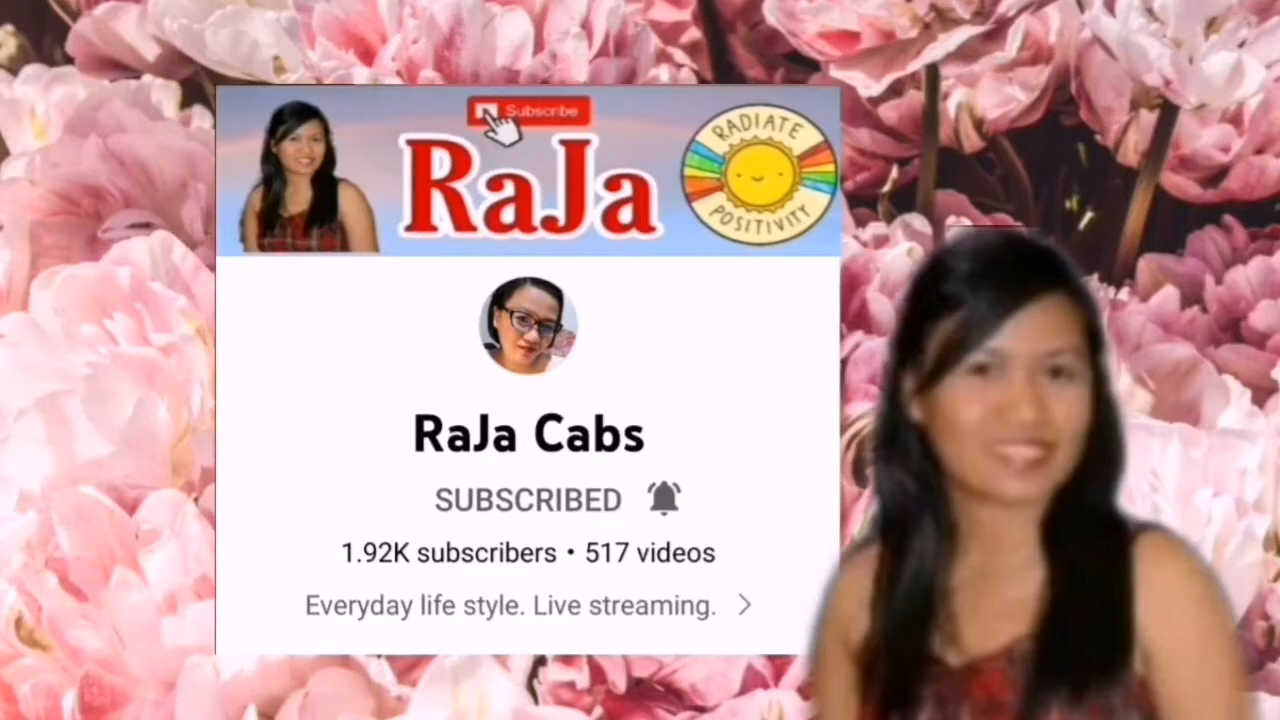 Subscribe
RaJa
RADIATE
POSITIVITY
RaJa Cabs
SUBSCRIBED
1.92K subscribers • 517 videos
Everyday life style. Live streaming.